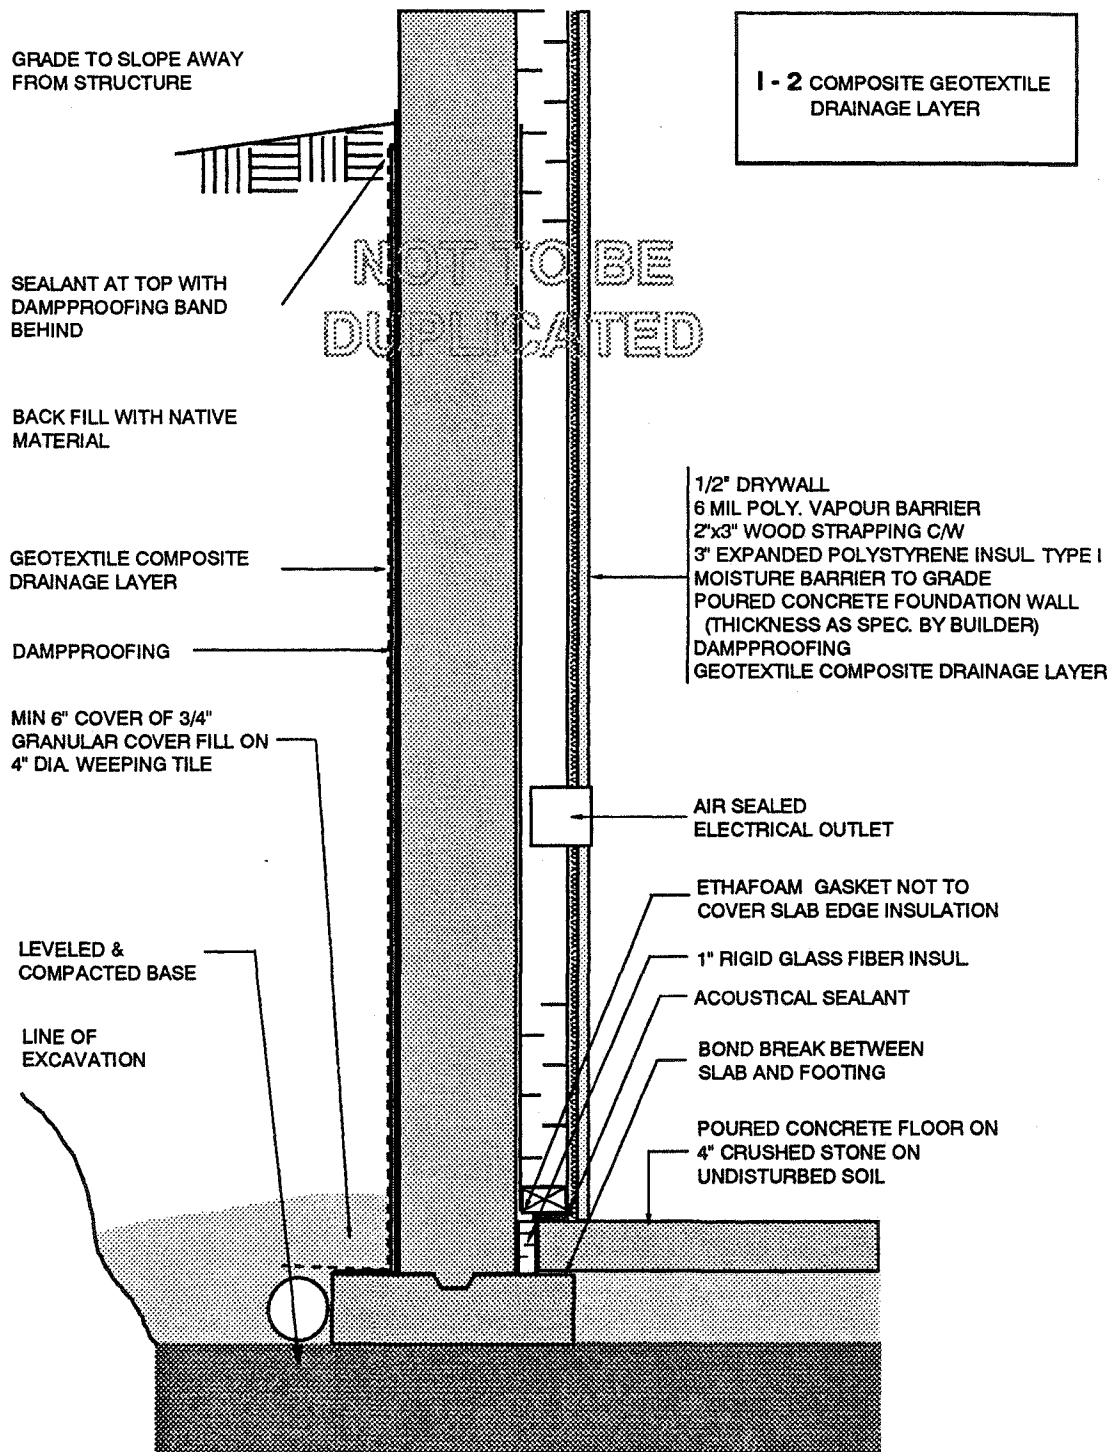 GRADE TO SLOPE AWAY
FROM STRUCTURE
I - 2 COMPOSITE GEOTEXTILE
DRAINAGE LAYER
NOT TO BE
DUPLICATED
SEALANT AT TOP WITH
DAMPPROOFING BAND
BEHIND
BACK FILL WITH NATIVE
MATERIAL
GEOTEXTILE COMPOSITE
DRAINAGE LAYER
DAMPPROOFING
MIN 6" COVER OF 3/4"
GRANULAR COVER FILL ON
4" DIA. WEEPING TILE
LEVELED &
COMPACTED BASE
LINE OF
EXCAVATION
1/2" DRYWALL
6 MIL POLY. VAPOUR BARRIER
2"x3" WOOD STRAPPING C/W
3" EXPANDED POLYSTYRENE INSUL. TYPE I
MOISTURE BARRIER TO GRADE
POURED CONCRETE FOUNDATION WALL
(THICKNESS AS SPEC. BY BUILDER)
DAMPPROOFING
GEOTEXTILE COMPOSITE DRAINAGE LAYER
AIR SEALED
ELECTRICAL OUTLET
ETHAFOAM GASKET NOT TO
COVER SLAB EDGE INSULATION
1" RIGID GLASS FIBER INSUL.
ACOUSTICAL SEALANT
BOND BREAK BETWEEN
SLAB AND FOOTING
POURED CONCRETE FLOOR ON
4" CRUSHED STONE ON
UNDISTURBED SOIL